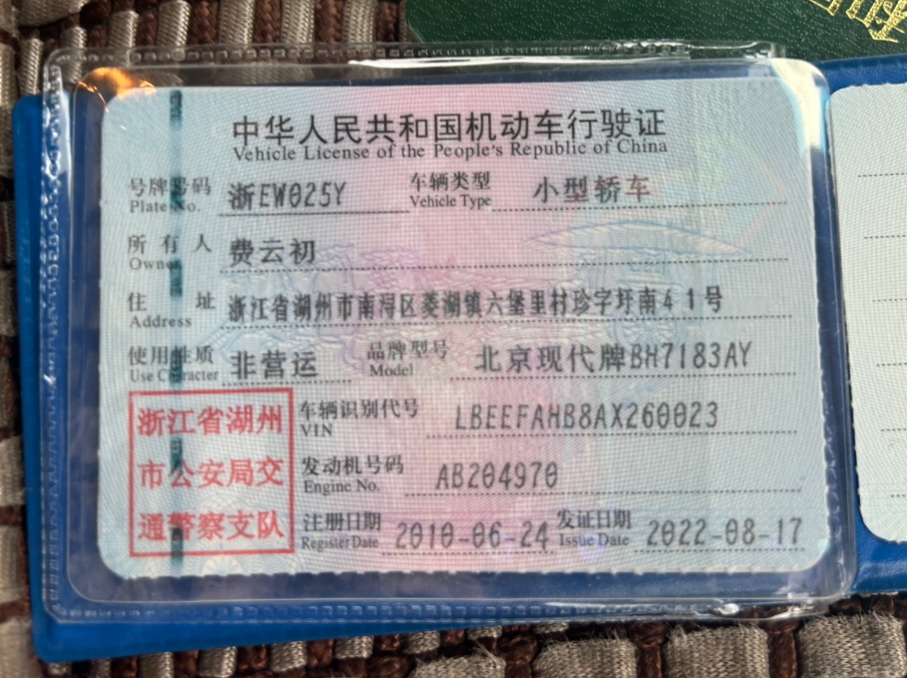 中华人民共和国机动车行驶证
Vehicle License of the People's Republic of China
号牌号码 浙EW025Y 车辆类型 小型轿车
Plate No. Vehicle Type
所有人 费云初
Owner
住址 浙江省湖州市南浔区菱湖镇六堡里村珍字圩南41号
Address
使用性质 非营运 品牌型号 北京现代牌BH7183AY
Use Character Model
浙江省湖州
市公安局交
通警察支队
车辆识别代号 LBEEFAHB8AX260023
VIN
发动机号码 AB204970
Engine No.
注册日期 2010-06-24 发证日期 2022-08-17
Register Date Issue Date